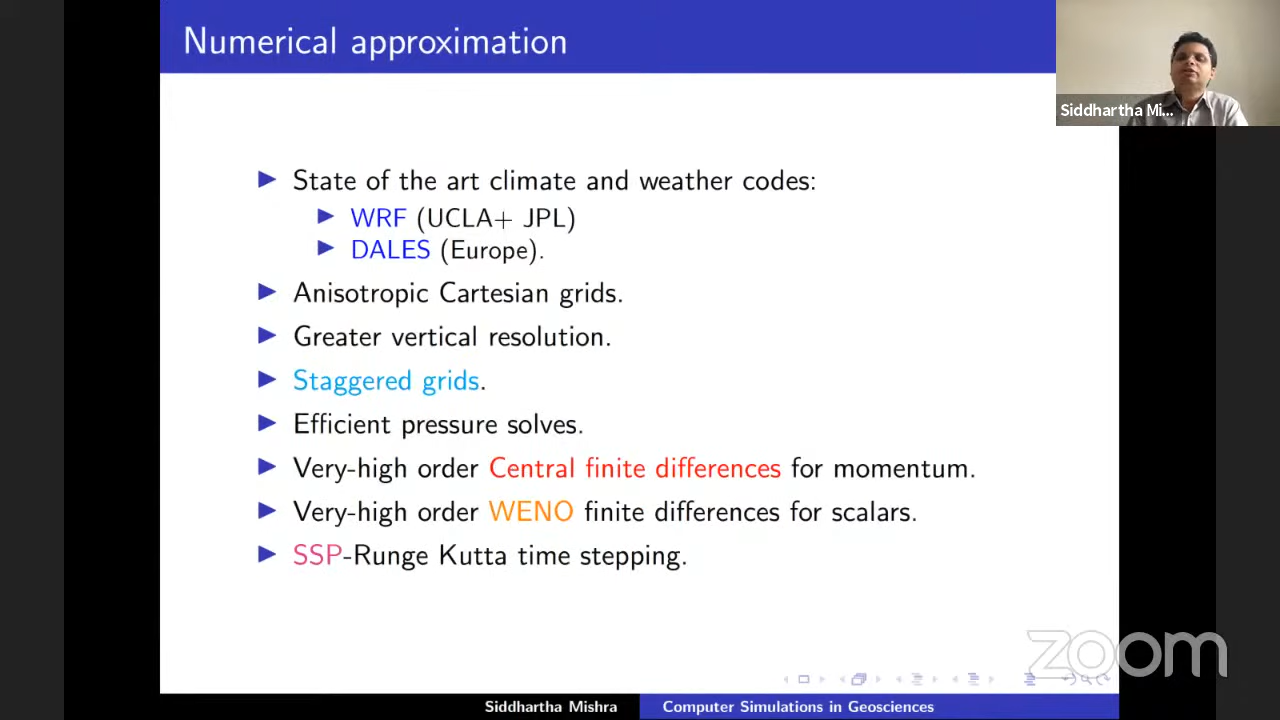 Numerical approximation
Siddhartha Mi...
State of the art climate and weather codes:
WRF (UCLA+ JPL)
DALES (Europe).
Anisotropic Cartesian grids.
Greater vertical resolution.
Staggered grids.
Efficient pressure solves.
Very-high order Central finite differences for momentum.
Very-high order WENO finite differences for scalars.
SSP-Runge Kutta time stepping.
zoom
Siddhartha Mishra
Computer Simulations in Geosciences